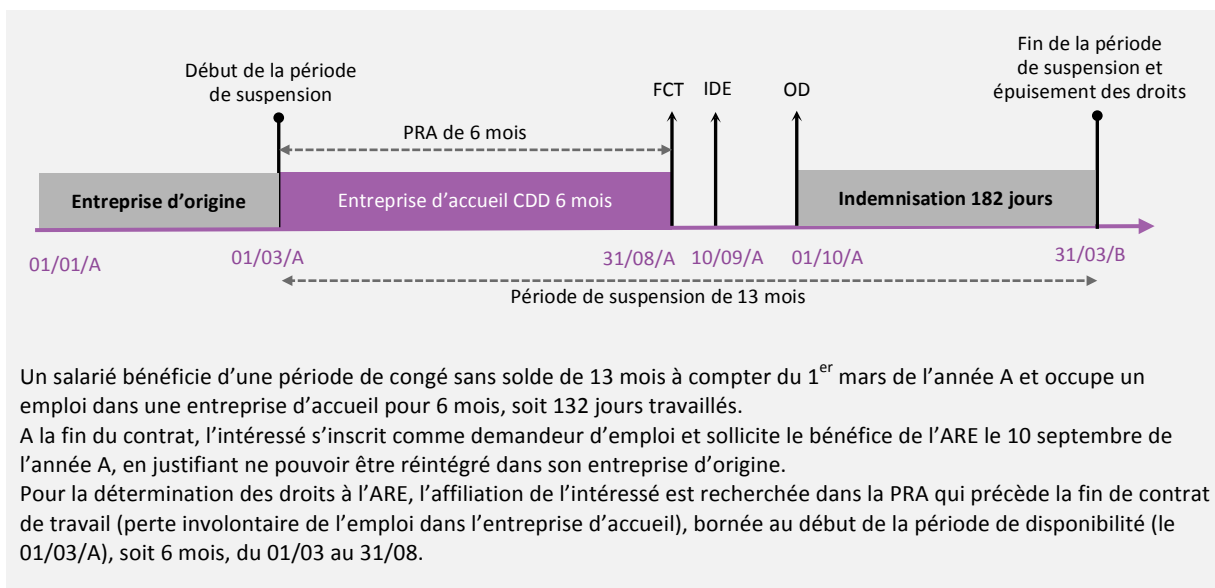 Fin de la période
de suspension et
épuisement des droits
Début de la période
de suspension
FCT IDE OD
PRA de 6 mois
Entreprise d'origine Entreprise d'accueil CDD 6 mois Indemnisation 182 jours
01/01/A 01/03/A 31/08/A 10/09/A 01/10/A 31/03/B
Période de suspension de 13 mois
Un salarié bénéficie d'une période de congé sans solde de 13 mois à compter du 1er mars de l'année A et occupe un
emploi dans une entreprise d'accueil pour 6 mois, soit 132 jours travaillés.
A la fin du contrat, l'intéressé s'inscrit comme demandeur d'emploi et sollicite le bénéfice de l'ARE le 10 septembre de
l'année A, en justifiant ne pouvoir être réintégré dans son entreprise d'origine.
Pour la détermination des droits à l'ARE, l'affiliation de l'intéressé est recherchée dans la PRA qui précède la fin de contrat
de travail (perte involontaire de l'emploi dans l'entreprise d'accueil), bornée au début de la période de disponibilité (le
01/03/A), soit 6 mois, du 01/03 au 31/08.